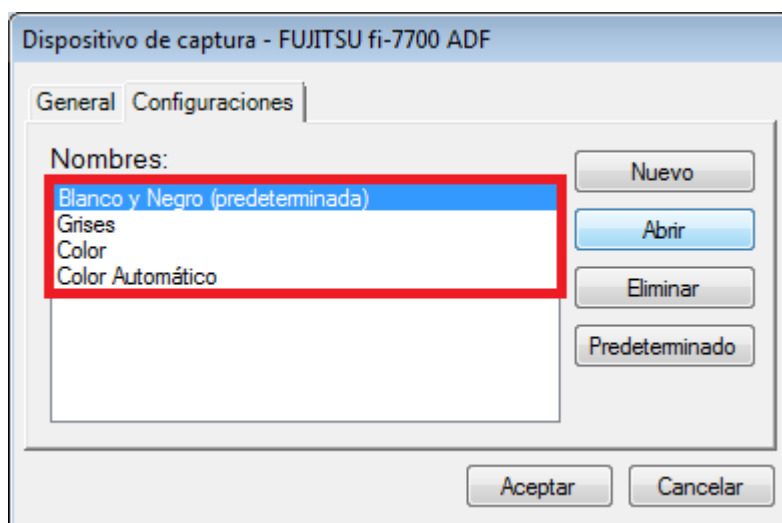 Dispositivo de captura - FUJITSU fi-7700 ADF
General Configuraciones
Nombres:
Blanco y Negro (predeterminada)
Grises
Color
Color Automático
Nuevo
Abrir
Eliminar
Predeterminado
Aceptar Cancelar